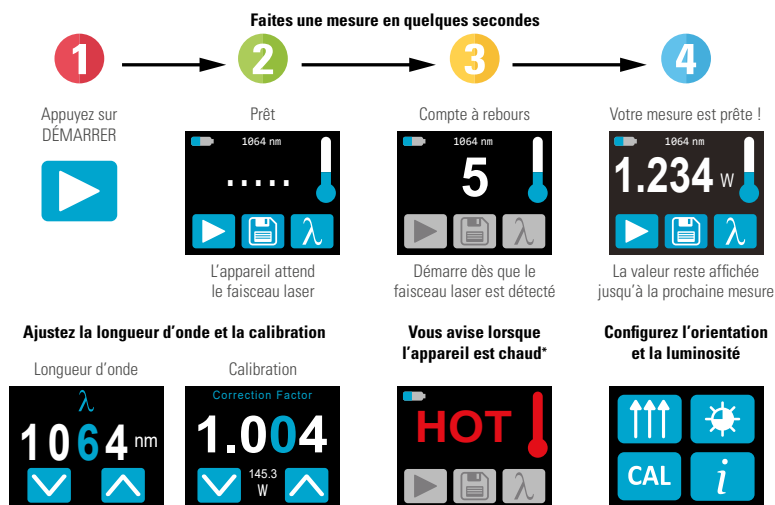 Faites une mesure en quelques secondes
1
2
3
4
Appuyez sur
DÉMARRER
Prêt
1064 nm
.....
L'appareil attend
le faisceau laser
Compte à rebours
1064 nm
5
λ
Démarre dès que le
faisceau laser est détecté
Votre mesure est prête !
1064 nm
1.234 W
λ
La valeur reste affichée
jusqu'à la prochaine mesure
Ajustez la longueur d'onde et la calibration
Longueur d'onde
λ
1064 nm
Calibration
Correction Factor
1.004
145.3
W
Vous avise lorsque
l'appareil est chaud*
HOT
λ
Configurez l'orientation
et la luminosité
CAL
i